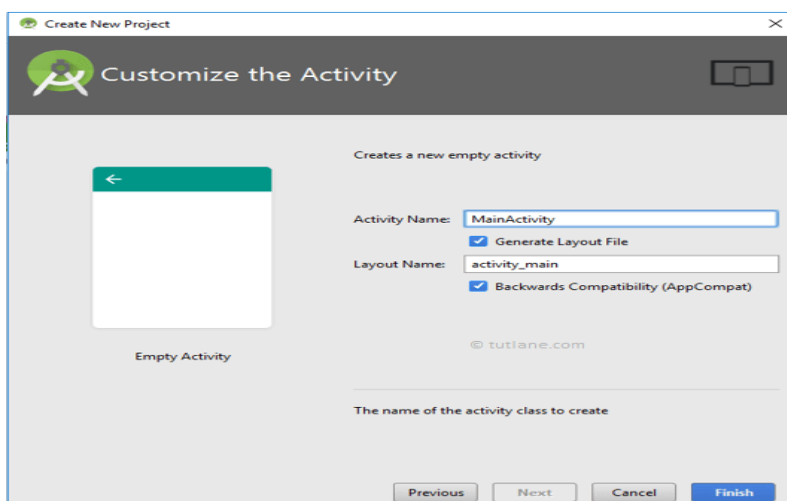 Create New Project
Customize the Activity
Creates a new empty activity
Activity Name: MainActivity
Generate Layout File
Layout Name: activity_main
Backwards Compatibility (AppCompat)
© tutlane.com
Empty Activity
The name of the activity class to create
Previous Next Cancel Finish